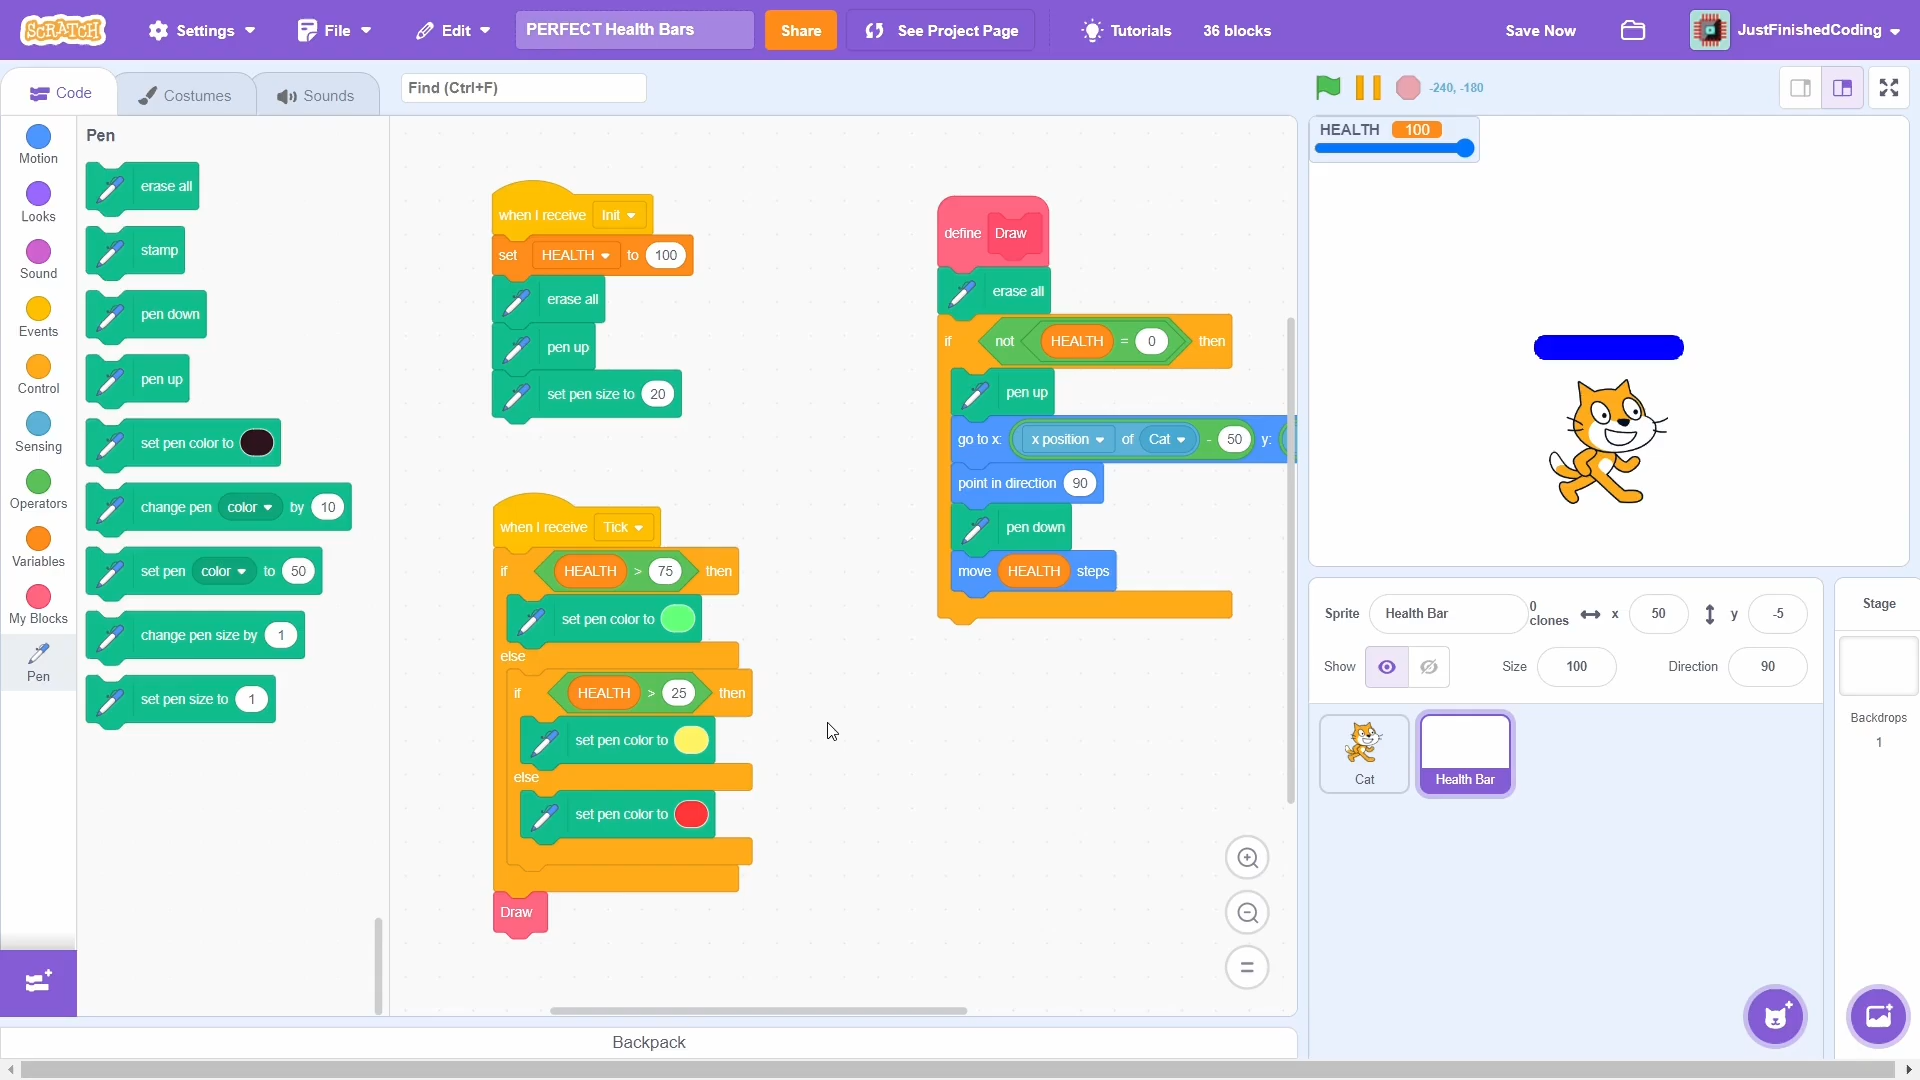 SCRATCH
Settings
File
Edit
PERFECT Health Bars
Share
See Project Page
Tutorials
36 blocks
Save Now
JustFinishedCoding
Code
Costumes
Sounds
Find (Ctrl+F)
-240, -180
Motion
Looks
Sound
Events
Control
Sensing
Operators
Variables
My Blocks
Pen
Pen
erase all
stamp
pen down
pen up
set pen color to
change pen color by 10
set pen color to 50
change pen size by 1
set pen size to 1
when I receive Init
set HEALTH to 100
erase all
pen up
set pen size to 20
when I receive Tick
if HEALTH > 75 then
set pen color to
else
if HEALTH > 25 then
set pen color to
else
set pen color to
Draw
define Draw
erase all
if not HEALTH = 0 then
pen up
go to x: x position of Cat - 50 y:
point in direction 90
pen down
move HEALTH steps
HEALTH 100
Sprite Health Bar 0 clones x 50 y -5
Show Size 100 Direction 90
Cat
Health Bar
Stage
Backdrops
1
Backpack